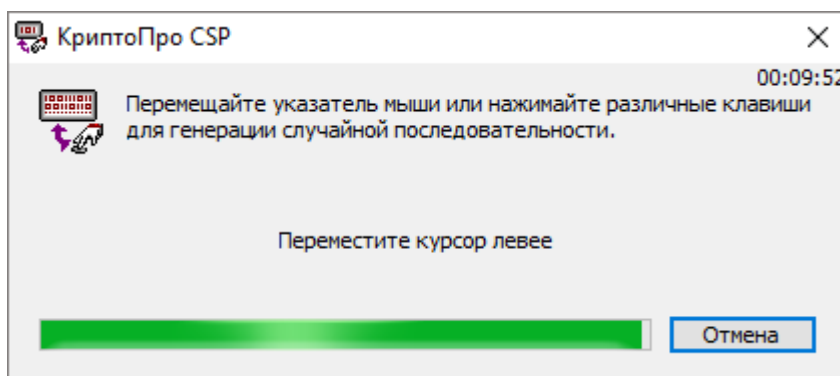 КриптоПро CSP
00:09:52
Перемещайте указатель мыши или нажимайте различные клавиши
для генерации случайной последовательности.
Переместите курсор левее
Отмена